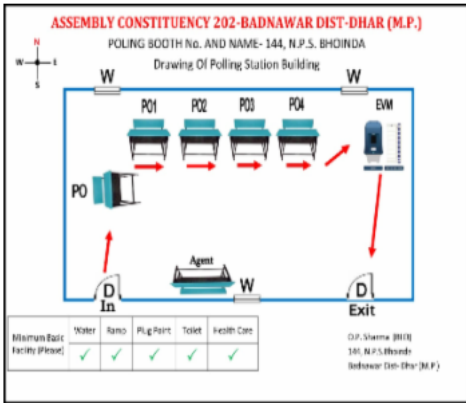 ASSEMBLY CONSTITUENCY 202-BADNAWAR DIST-DHAR (M.P.)
POLING BOOTH No. AND NAME- 144, N.P.S. BHOINDA
Drawing Of Polling Station Building
N
W E
S
W W
PO1 PO2 PO3 PO4 EVM
PO
Agent
D W D
In Exit
Minimum Basic Facility (Please) Water Ramp Plug Point Toilet Health Care
✓ ✓ ✓ ✓ ✓
O.P. Sharma
144, N.P.S.Bhoinda
Badnawar Dist- Dhar (M.P.)